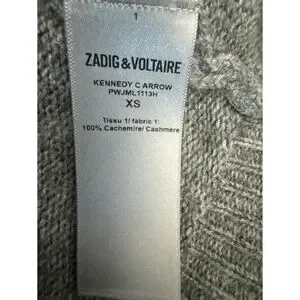 1
ZADIG&VOLTAIRE
KENNEDY C ARROW
PWJML1113H
XS
Tissu 1/ fabric 1:
100% Cachemire/ Cashmere